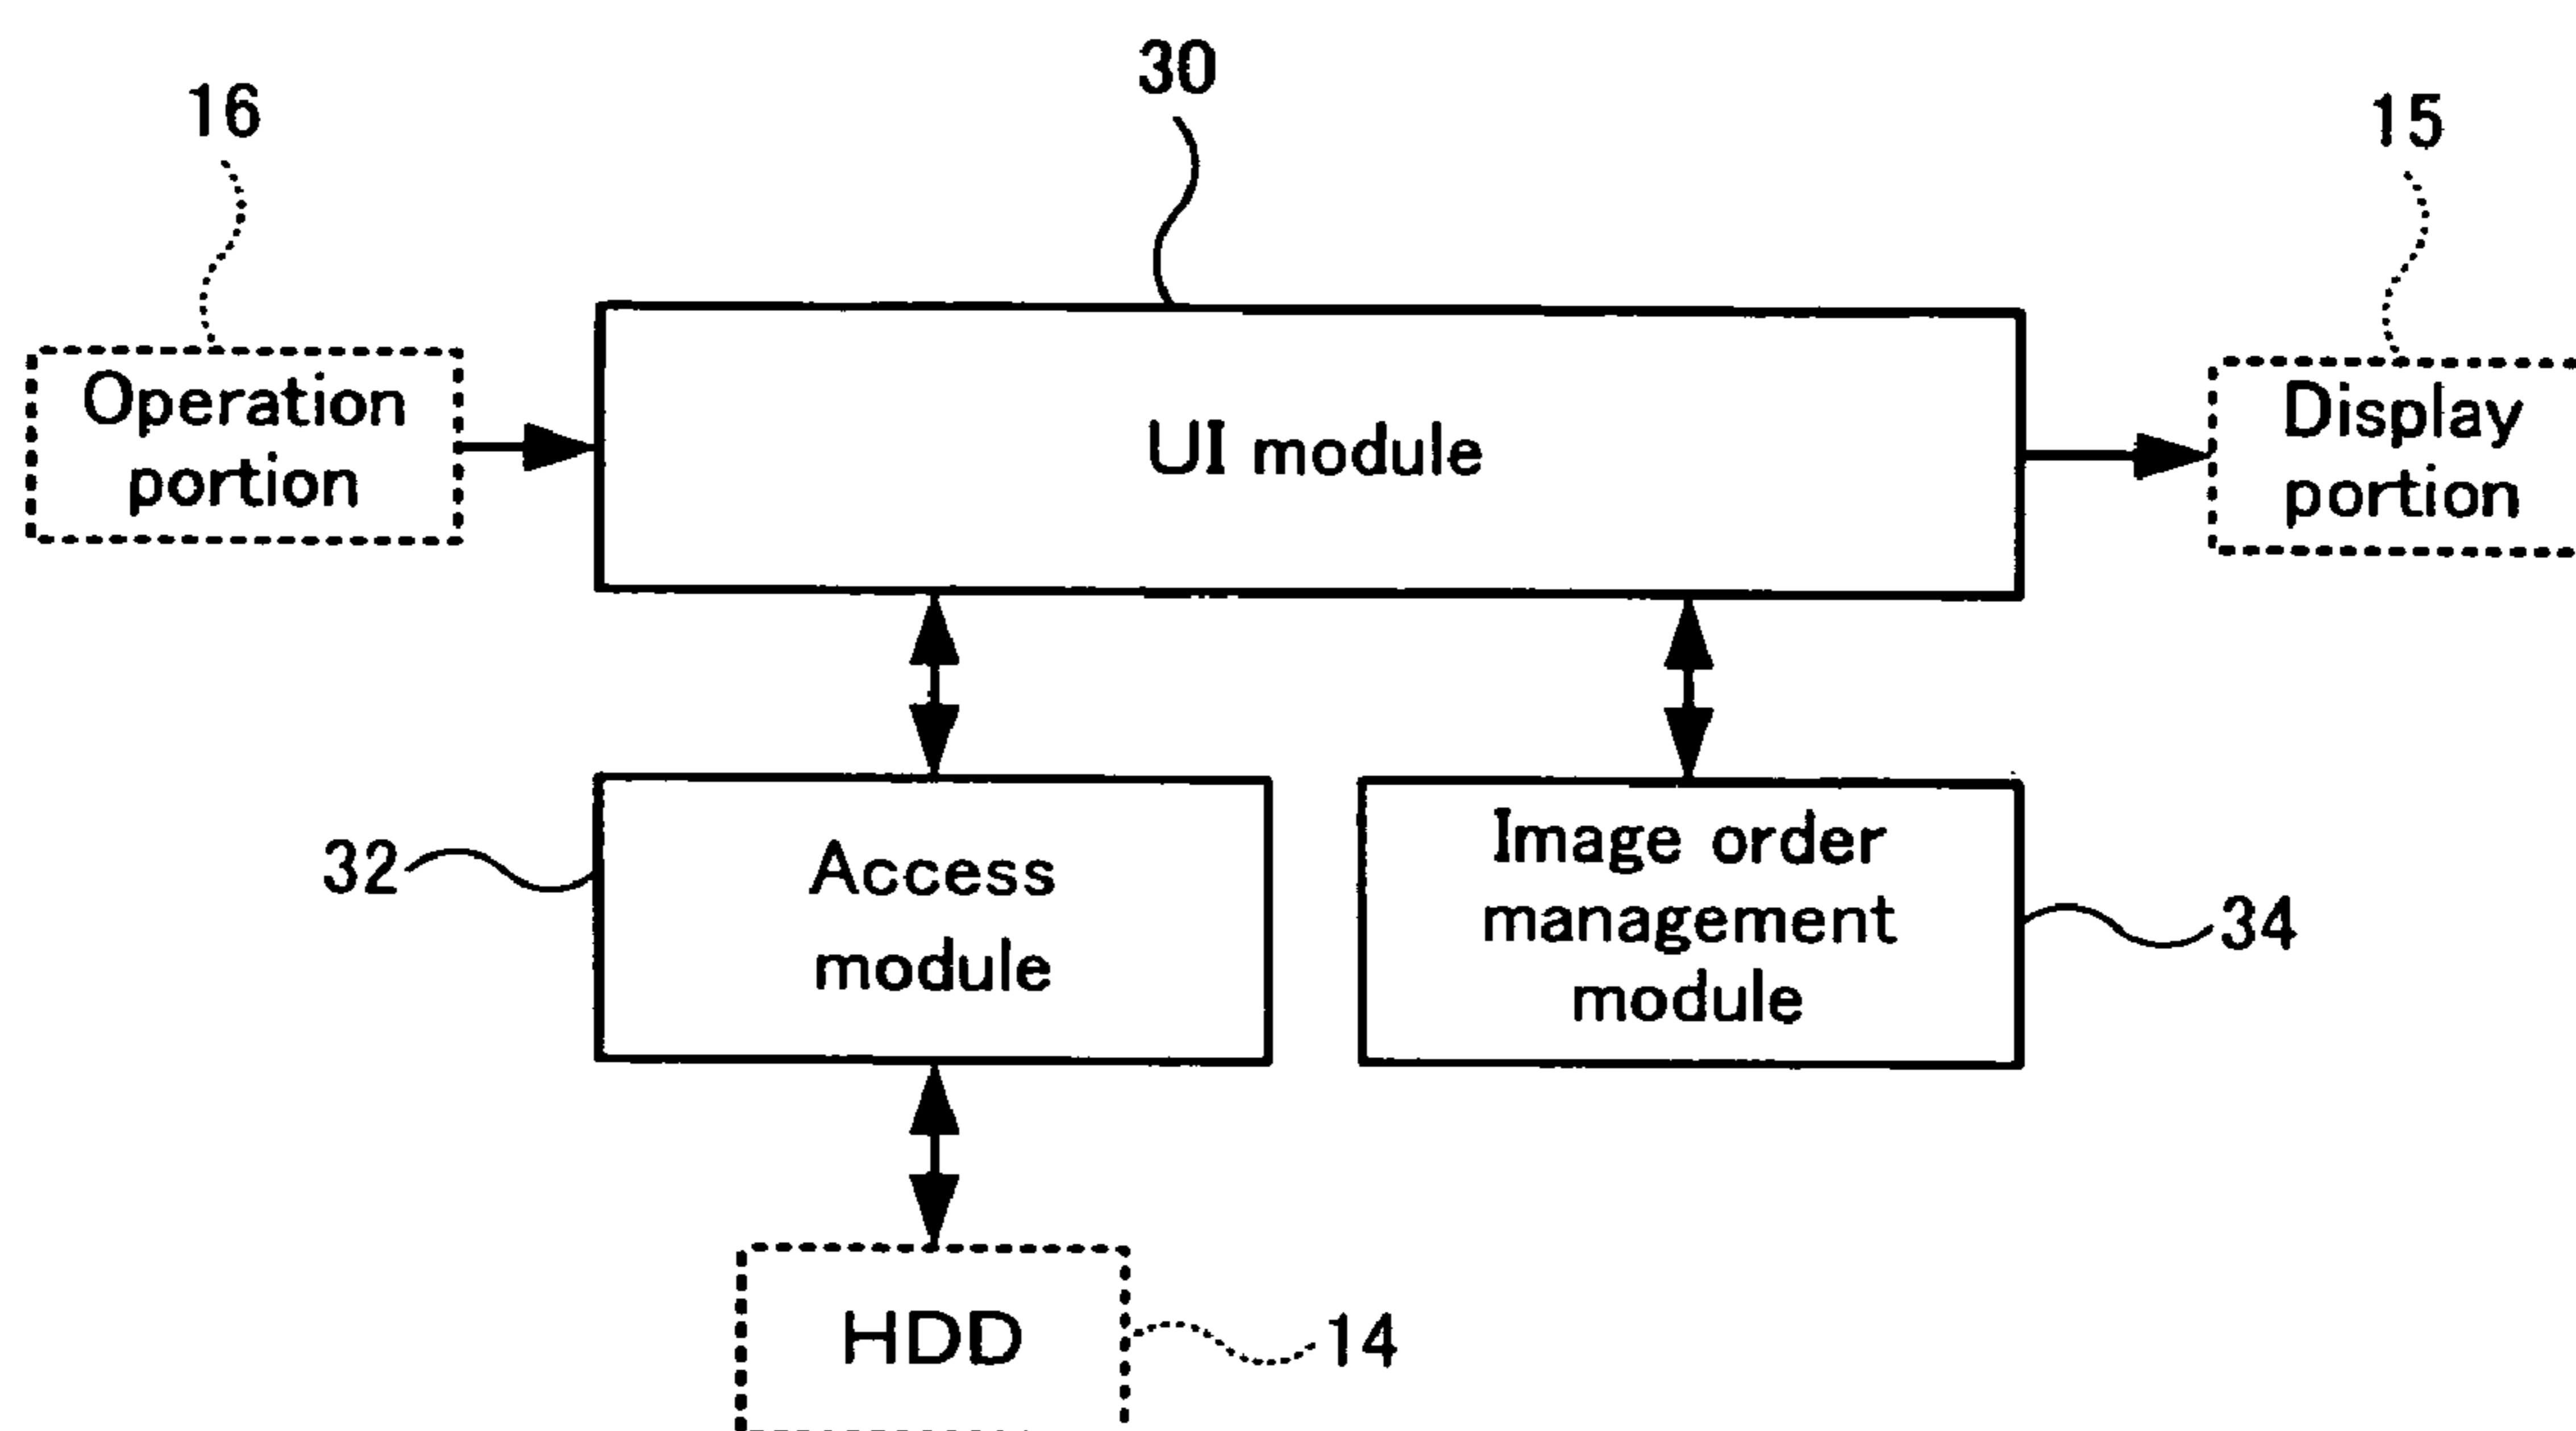 30
16
15
Operation
portion
UI module
Display
portion
32
Access
module
Image order
management
module
34
HDD
14